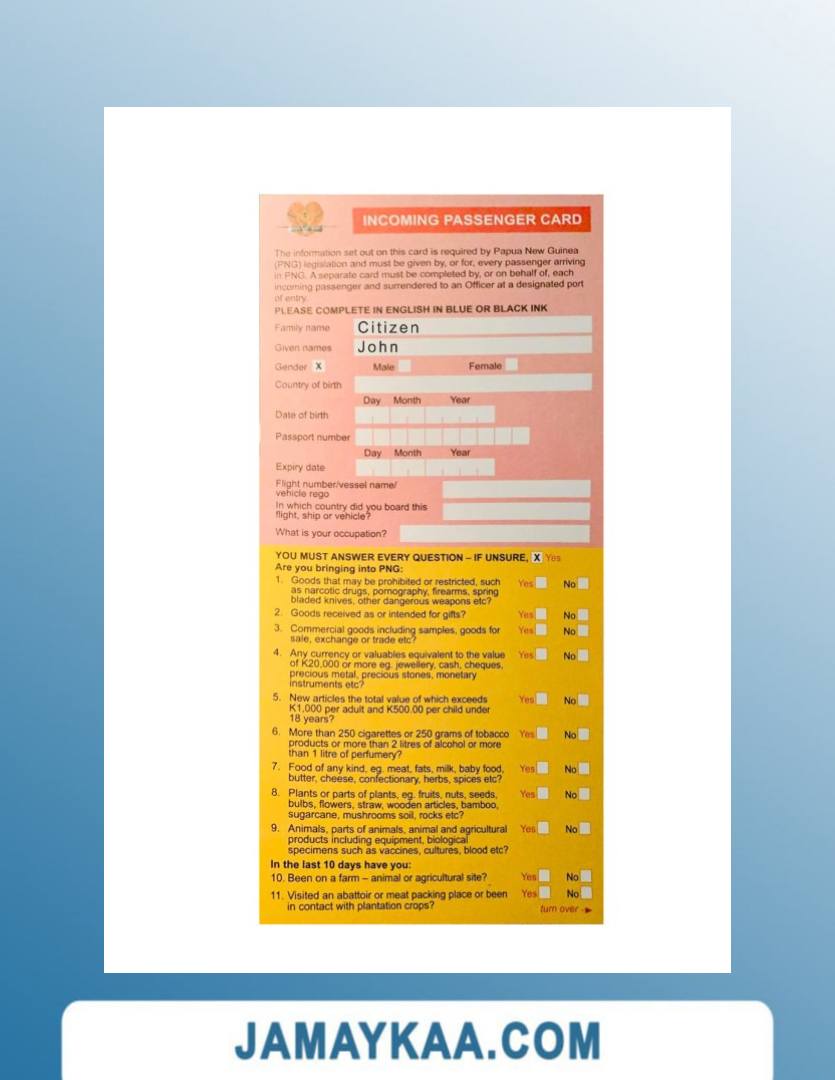 INCOMING PASSENGER CARD
The information set out on this card is required by Papua New Guinea
(PNG) legislation and must be given by, or for, every passenger arriving
in PNG. A separate card must be completed by, or on behalf of, each
incoming passenger and surrendered to an Officer at a designated port
of entry.
PLEASE COMPLETE IN ENGLISH IN BLUE OR BLACK INK
Family name Citizen
Given names John
Gender X Male Female
Country of birth
Day Month Year
Date of birth
Passport number
Day Month Year
Expiry date
Flight number/vessel name/
vehicle rego
In which country did you board this
flight, ship or vehicle?
What is your occupation?
YOU MUST ANSWER EVERY QUESTION – IF UNSURE, X Yes
Are you bringing into PNG:
1. Goods that may be prohibited or restricted, such Yes No
as narcotic drugs, pornography, firearms, spring
bladed knives, other dangerous weapons etc?
2. Goods received as or intended for gifts? Yes No
3. Commercial goods including samples, goods for Yes No
sale, exchange or trade etc?
4. Any currency or valuables equivalent to the value Yes No
of K20,000 or more eg. jewellery, cash, cheques,
precious metal, precious stones, monetary
instruments etc?
5. New articles the total value of which exceeds Yes No
K1,000 per adult and K500.00 per child under
18 years?
6. More than 250 cigarettes or 250 grams of tobacco Yes No
products or more than 2 litres of alcohol or more
than 1 litre of perfumery?
7. Food of any kind, eg. meat, fats, milk, baby food, Yes No
butter, cheese, confectionary, herbs, spices etc?
8. Plants or parts of plants, eg. fruits, nuts, seeds, Yes No
bulbs, flowers, straw, wooden articles, bamboo,
sugarcane, mushrooms soil, rocks etc?
9. Animals, parts of animals, animal and agricultural Yes No
products including equipment, biological
specimens such as vaccines, cultures, blood etc?
In the last 10 days have you:
10. Been on a farm – animal or agricultural site? Yes No
11. Visited an abattoir or meat packing place or been Yes No
in contact with plantation crops?
turn over
JAMAYKAA.COM